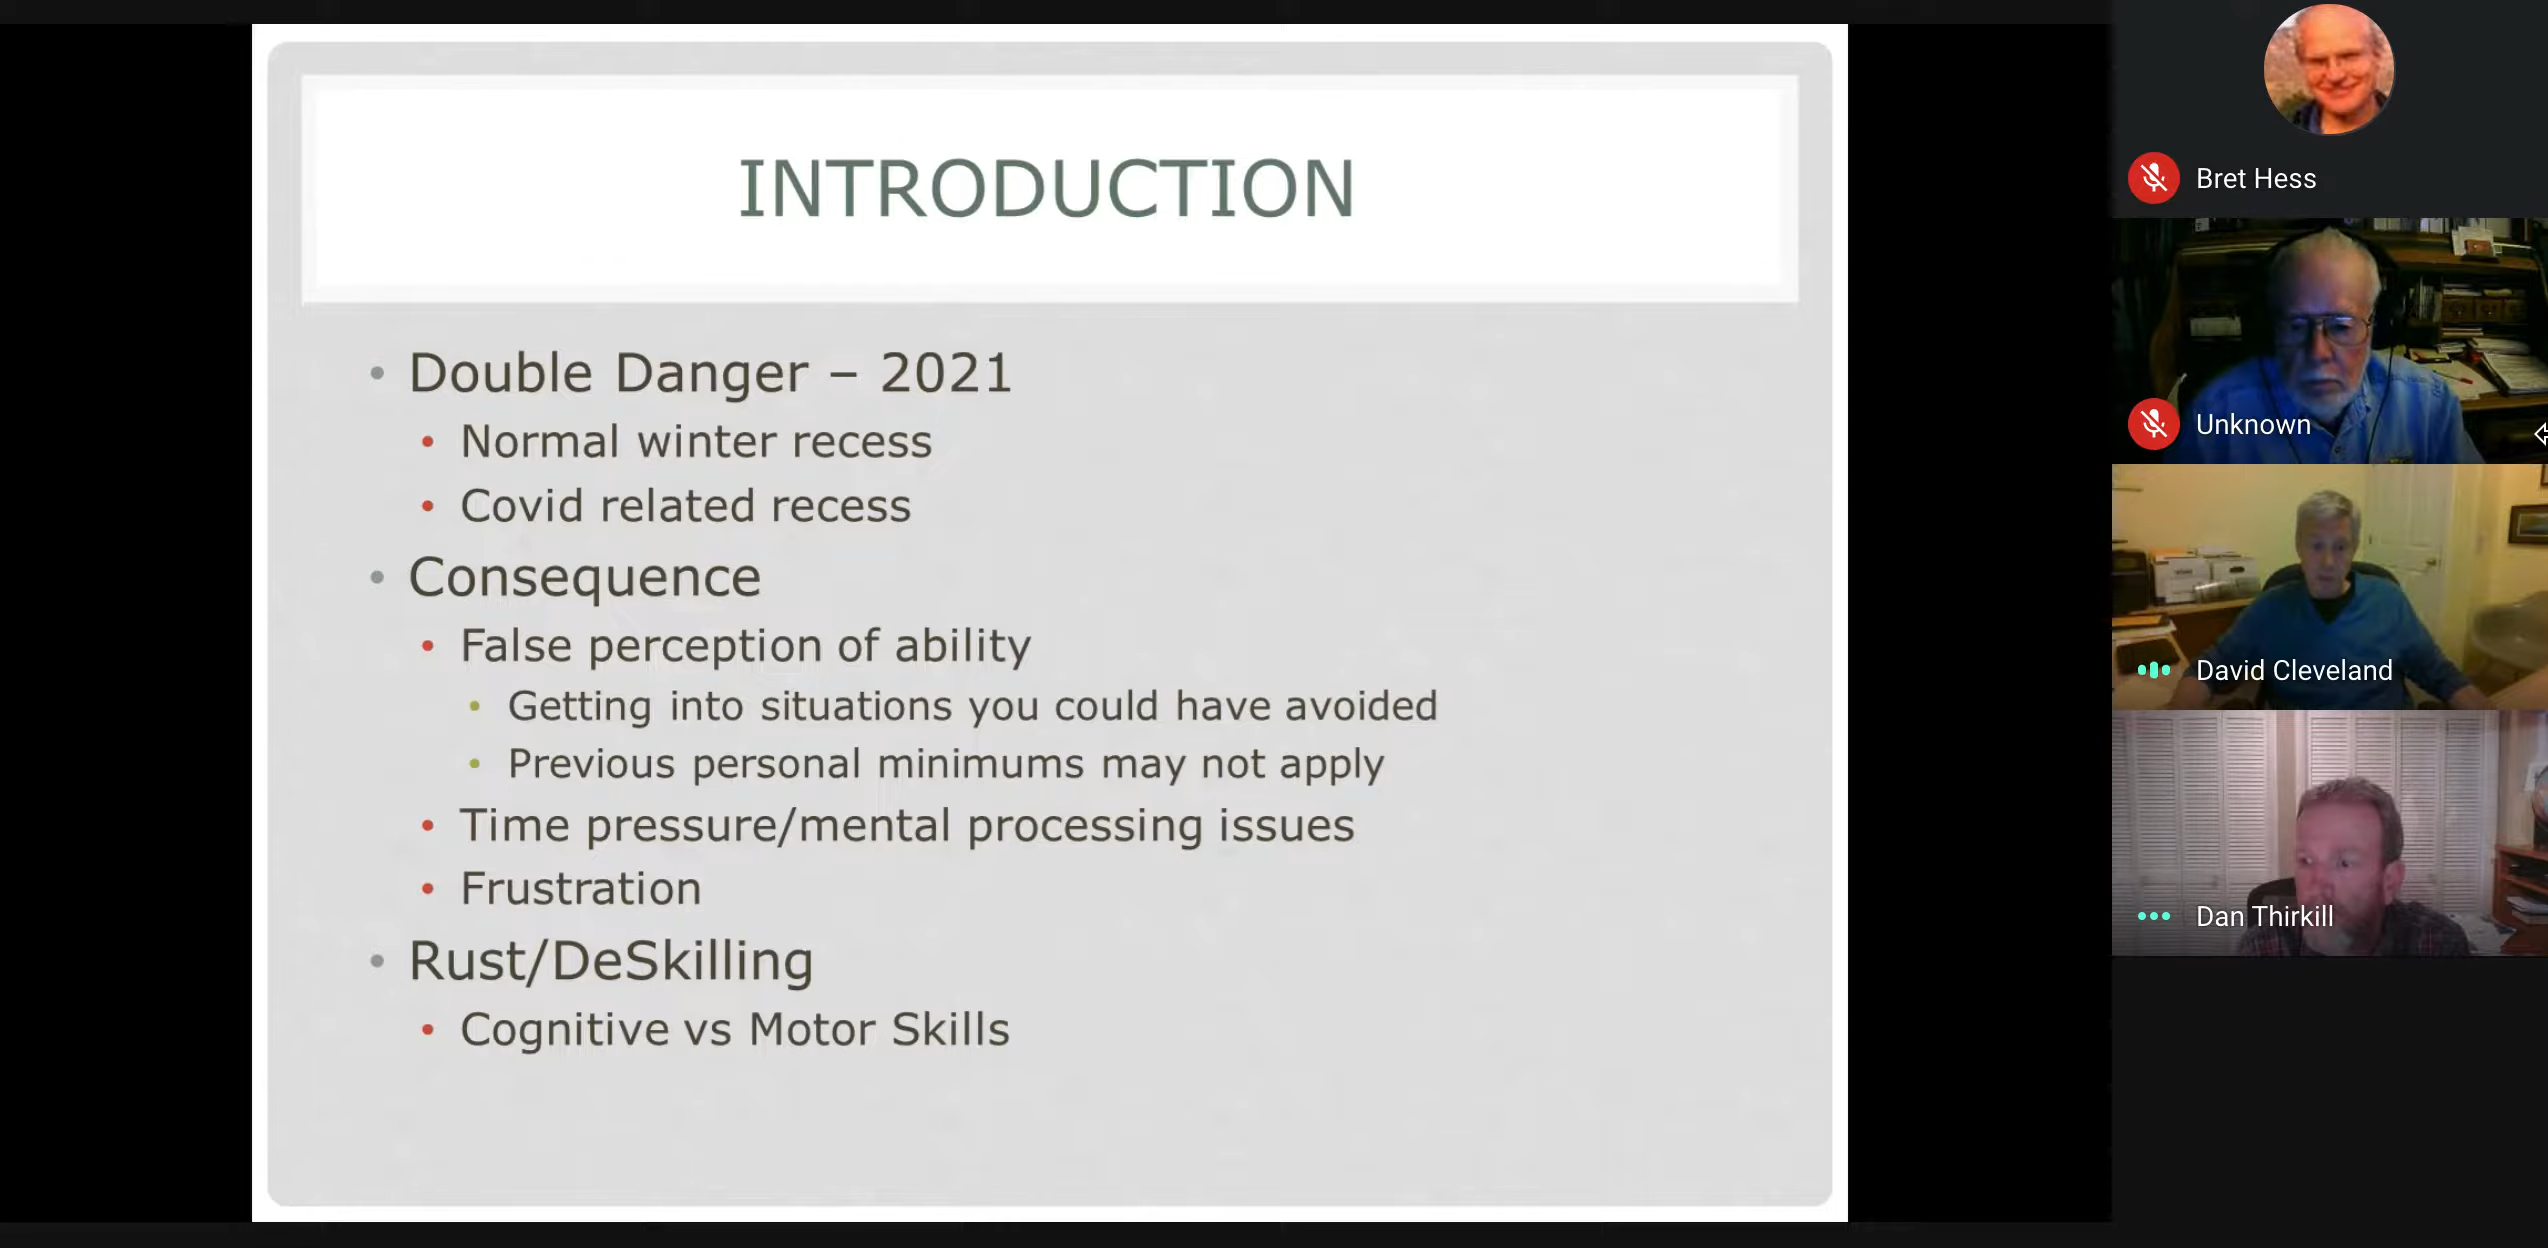 INTRODUCTION
Double Danger – 2021
Normal winter recess
Covid related recess
Consequence
False perception of ability
Getting into situations you could have avoided
Previous personal minimums may not apply
Time pressure/mental processing issues
Frustration
Rust/DeSkilling
Cognitive vs Motor Skills
Bret Hess
Unknown
David Cleveland
Dan Thirkill